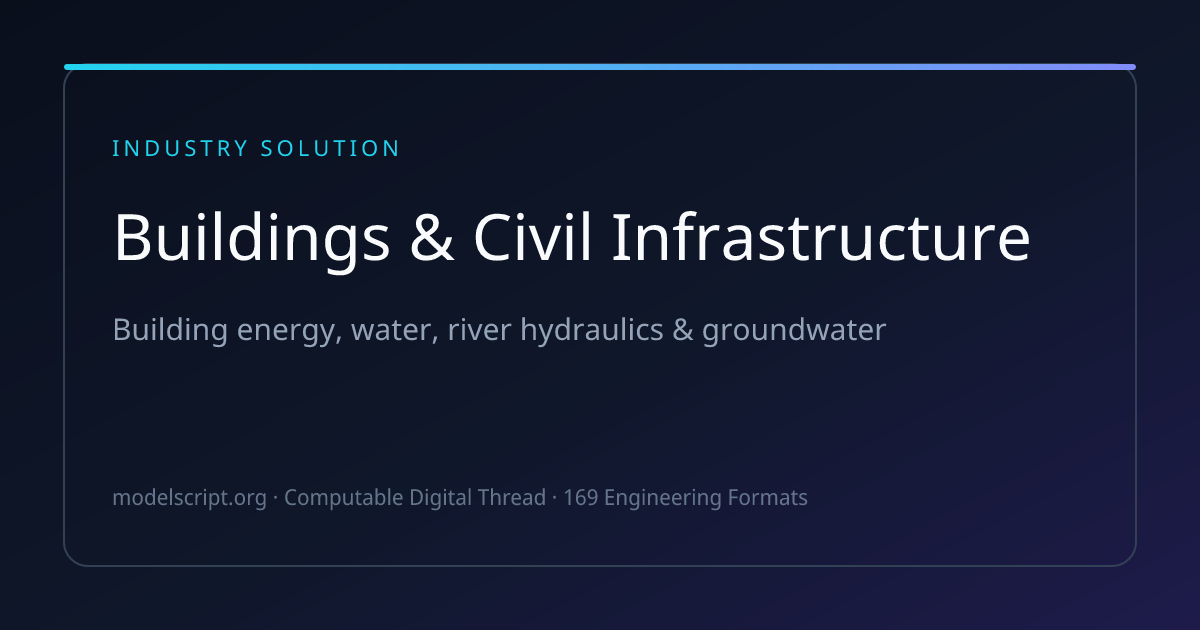 INDUSTRY SOLUTION
Buildings & Civil Infrastructure
Building energy, water, river hydraulics & groundwater
modelscript.org · Computable Digital Thread · 169 Engineering Formats